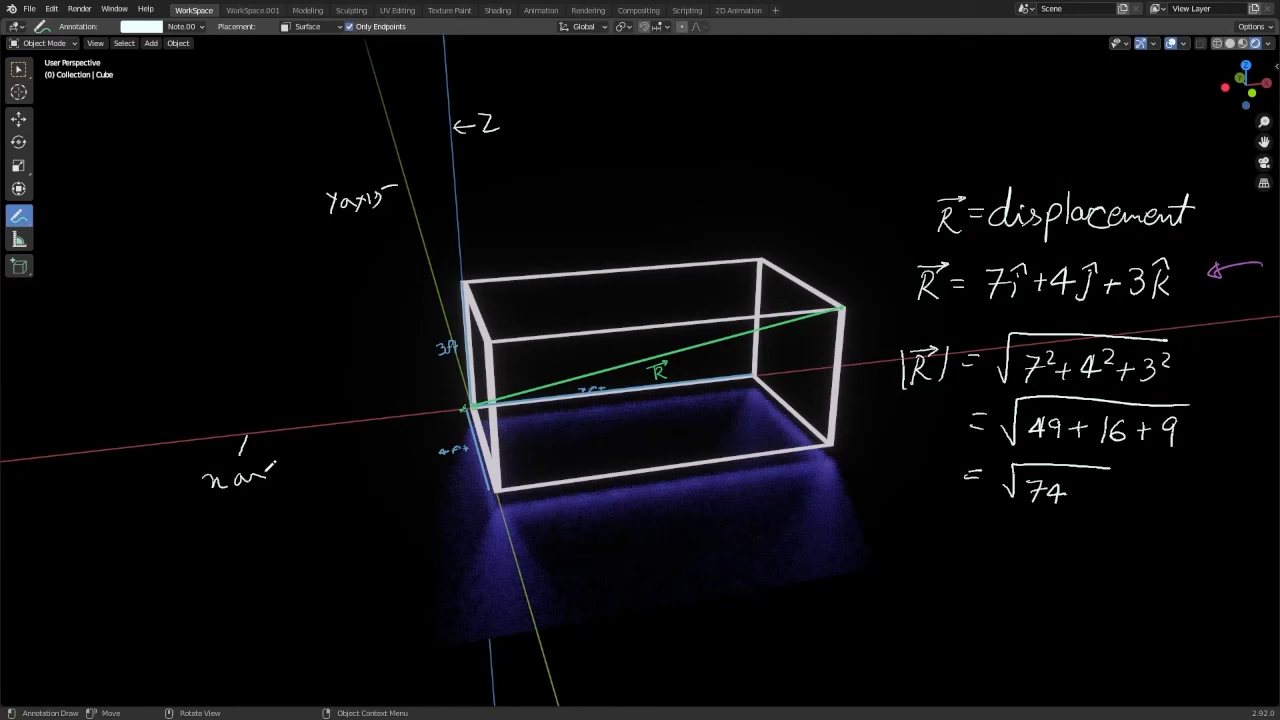 File Edit Render Window Help WorkSpace WorkSpace.001 Modeling Sculpting UV Editing Texture Paint Shading Animation Rendering Compositing Scripting 2D Animation + Scene View Layer
Annotation: Note.00 Placement: Surface Only Endpoints Global Options
Object Mode View Select Add Object
User Perspective
(0) Collection | Cube
Z
← Z
Y axis
R⃗ = displacement
R⃗ = 7î + 4ĵ + 3k̂
3ft
|R⃗| = √7² + 4² + 3²
R⃗
7ft
= √49 + 16 + 9
4ft
= √74
Annotation Draw Move Rotate View Object Context Menu 2.92.0